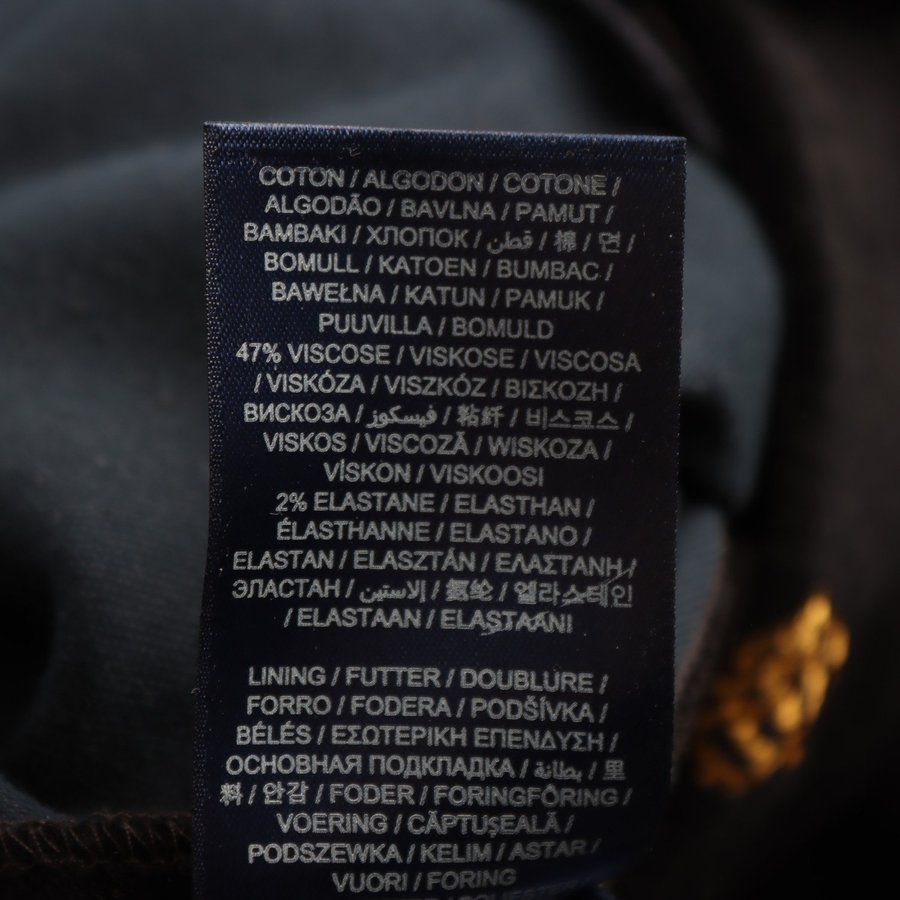 COTON / ALGODON / COTONE /
ALGODÃO / BAVLNA / PAMUT /
BAMBAKI / ХЛОПОК / قطن / 棉 / 면 /
BOMULL / KATOEN / BUMBAC /
BAWEŁNA / KATUN / PAMUK /
PUUVILLA / BOMULD
47% VISCOSE / VISKOSE / VISCOSA
/ VISKÓZA / VISZKÓZ / ΒΙΣΚΟΖΗ /
ВИСКОЗА / فيسكوز / 粘纤 / 비스코스 /
VISKOS / VISCOZĂ / WISKOZA /
VİSKON / VISKOOSI
2% ELASTANE / ELASTHAN /
ÉLASTHANNE / ELASTANO /
ELASTAN / ELASZTÁN / ΕΛΑΣΤΑΝΗ /
ЭЛАСТАН / إلاستين / 氨纶 / 엘라스테인
/ ELASTAAN / ELASTAANI
LINING / FUTTER / DOUBLURE /
FORRO / FODERA / PODŠÍVKA /
BÉLÉS / ΕΣΩΤΕΡΙΚΗ ΕΠΕΝΔΥΣΗ /
ОСНОВНАЯ ПОДКЛАДКА / بطانة / 里
料 / 안감 / FODER / FORINGFÔRING /
VOERING / CĂPTUȘEALĂ /
PODSZEWKA / KELIM / ASTAR /
VUORI / FORING